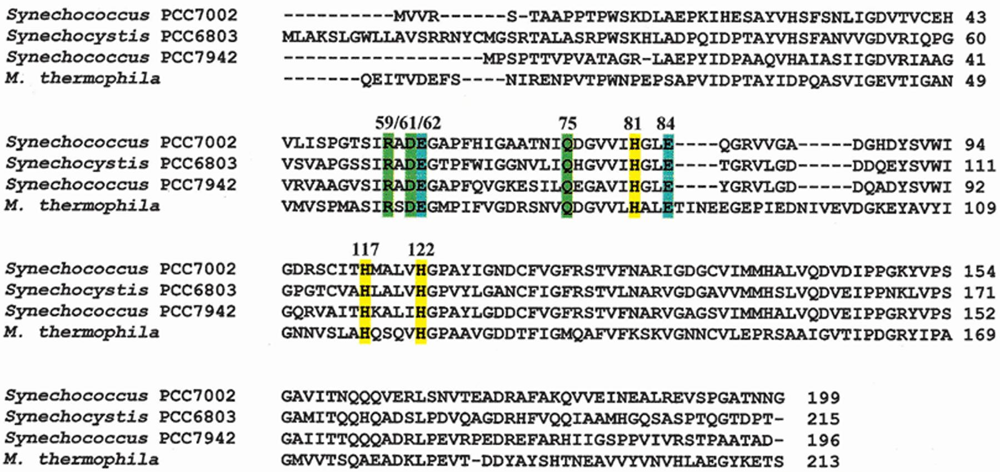 Synechococcus PCC7002 ----------MVVR------S-TAAPPTPWSKDLAEPKIHESAYVHSFSNLIGDVTVCEH 43
Synechocystis PCC6803 MLAKSLGWLLAVSRRNYCMGSRTALASRPWSKHLADPQIDPTAYVHSFANVVGDVRIQPG 60
Synechococcus PCC7942 ------------------MPSPTTVPVATAGR-LAEPYIDPAAQVHAIASIIGDVRIAAG 41
M. thermophila -------QEITVDEFS----NIRENPVTPWNPEPSAPVIDPTAYIDPQASVIGEVTIGAN 49
59/61/62 75 81 84
Synechococcus PCC7002 VLISPGTSIRADEGAPFHIGAATNIQDGVVIHGLE----QGRVVGA-----DGHDYSVWI 94
Synechocystis PCC6803 VSVAPGSSIRADEGTPFWIGGNVLIQHGVVIHGLE----TGRVLGD-----DDQEYSVWI 111
Synechococcus PCC7942 VRVAAGVSIRADEGAPFQVGKESILQEGAVIHGLE----YGRVLGD-----DQADYSVWI 92
M. thermophila VMVSPMASIRSDEGMPIFVGDRSNVQDGVVLHALETINEEGEPIEDNIVEVDGKEYAVYI 109
117 122
Synechococcus PCC7002 GDRSCITHMALVHGPAYIGNDCFVGFRSTVFNARIGDGCVIMMHALVQDVDIPPGKYVPS 154
Synechocystis PCC6803 GPGTCVAHLALVHGPVYLGANCFIGFRSTVLNARVGDGAVVMMHSLVQDVEIPPNKLVPS 171
Synechococcus PCC7942 GQRVAITHKALIHGPAYLGDDCFVGFRSTVFNARVGAGSVIMMHALVQDVEIPPGRYVPS 152
M. thermophila GNNVSLAHQSQVHGPAAVGDDTFIGMQAFVFKSKVGNNCVLEPRSAAIGVTIPDGRYIPA 169
Synechococcus PCC7002 GAVITNQQQVERLSNVTEADRAFAKQVVEINEALREVSPGATNNG 199
Synechocystis PCC6803 GAMITQQHQADSLPDVQAGDRHFVQQIAAMHGQSASPTQGTDPT- 215
Synechococcus PCC7942 GAIITTQQQADRLPEVRPEDREFARHIIGSPPVIVRSTPAATAD- 196
M. thermophila GMVVTSQAEADKLPEVT-DDYAYSHTNEAVVYVNVHLAEGYKETS 213